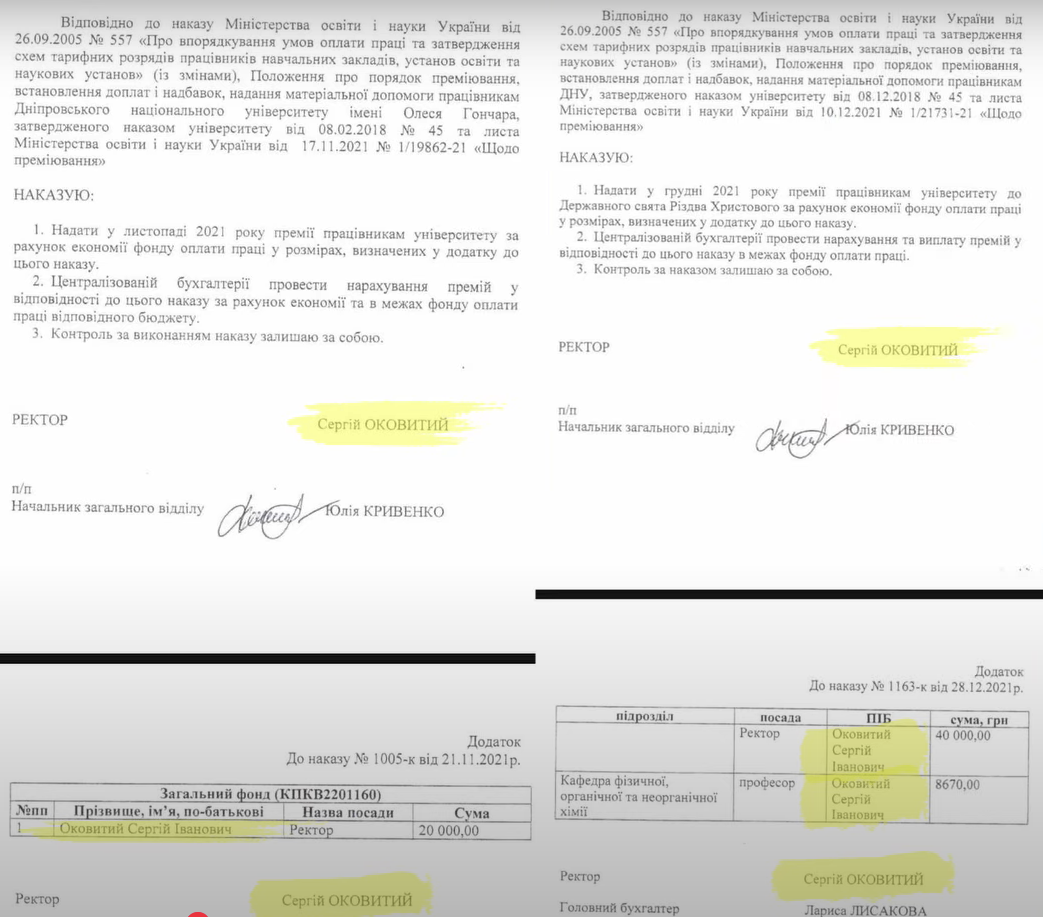 Відповідно до наказу Міністерства освіти і науки України від
26.09.2005 № 557 «Про впорядкування умов оплати праці та затвердження
схем тарифних розрядів працівників навчальних закладів, установ освіти та
наукових установ» (із змінами), Положення про порядок преміювання,
встановлення доплат і надбавок, надання матеріальної допомоги працівникам
Дніпровського національного університету імені Олеся Гончара,
затвердженого наказом університету від 08.02.2018 № 45 та листа
Міністерства освіти і науки України від 17.11.2021 № 1/19862-21 «Щодо
преміювання»
НАКАЗУЮ:
1. Надати у листопаді 2021 року премії працівникам університету за
рахунок економії фонду оплати праці у розмірах, визначених у додатку до
цього наказу.
2. Централізованій бухгалтерії провести нарахування премій у
відповідності до цього наказу за рахунок економії та в межах фонду оплати
праці відповідного бюджету.
3. Контроль за виконанням наказу залишаю за собою.
РЕКТОР Сергій ОКОВИТИЙ
п/п
Начальник загального відділу Юлія КРИВЕНКО
Додаток
До наказу № 1005-к від 21.11.2021р.
Загальний фонд (КПКВ2201160)
№пп Прізвище, ім’я, по-батькові Назва посади Сума
1 Оковитий Сергій Іванович Ректор 20 000,00
Ректор Сергій ОКОВИТИЙ
Відповідно до наказу Міністерства освіти і науки України від
26.09.2005 № 557 «Про впорядкування умов оплати праці та затвердження
схем тарифних розрядів працівників навчальних закладів, установ освіти та
наукових установ» (із змінами), Положення про порядок преміювання,
встановлення доплат і надбавок, надання матеріальної допомоги працівникам
ДНУ, затвердженого наказом університету від 08.12.2018 № 45 та листа
Міністерства освіти і науки України від 10.12.2021 № 1/21731-21 «Щодо
преміювання»
НАКАЗУЮ:
1. Надати у грудні 2021 року премії працівникам університету до
Державного свята Різдва Христового за рахунок економії фонду оплати праці
у розмірах, визначених у додатку до цього наказу.
2. Централізованій бухгалтерії провести нарахування та виплату премій у
відповідності до цього наказу в межах фонду оплати праці.
3. Контроль за наказом залишаю за собою.
РЕКТОР Сергій ОКОВИТИЙ
п/п
Начальник загального відділу Юлія КРИВЕНКО
Додаток
До наказу № 1163-к від 28.12.2021р.
підрозділ посада ПІБ сума, грн
Ректор Оковитий 40 000,00
Сергій
Іванович
Кафедра фізичної, професор Оковитий 8670,00
органічної та неорганічної Сергій
хімії Іванович
Ректор Сергій ОКОВИТИЙ
Головний бухгалтер Лариса ЛИСАКОВА